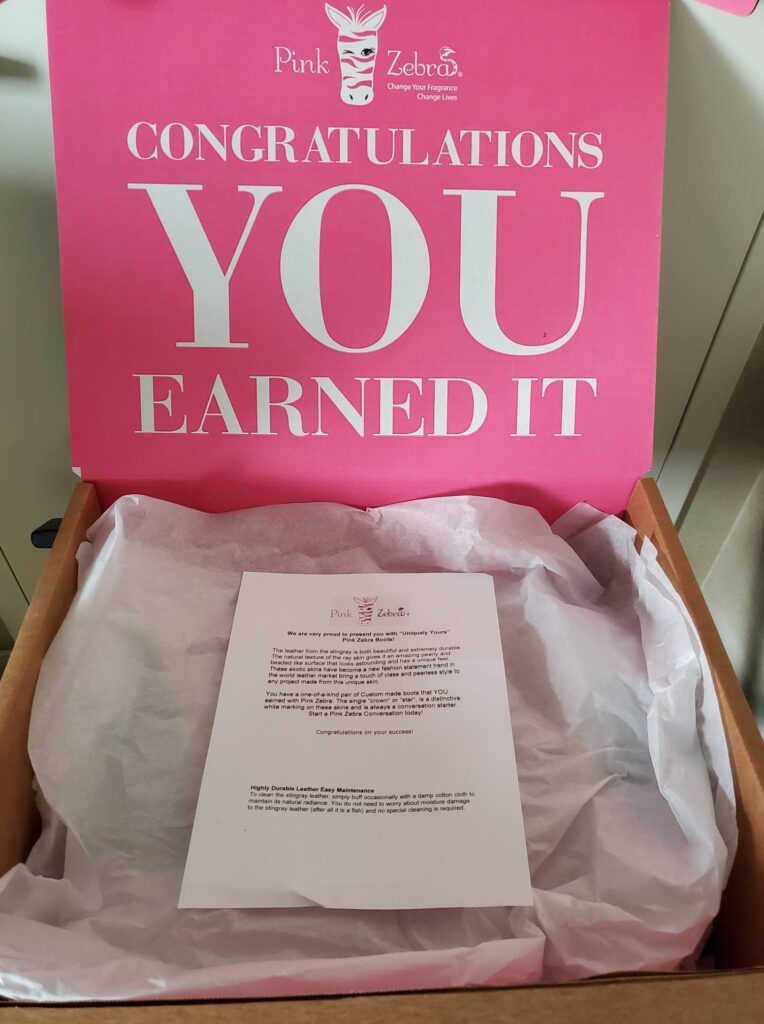 Pink Zebra®
Change Your Fragrance
Change Lives
CONGRATULATIONS
YOU
EARNED IT
Pink Zebra®
We are very proud to present you with "Uniquely Yours"
Pink Zebra Boots!
The leather from the stingray is both beautiful and extremely durable.
The natural texture of the ray skin gives it an amazing pearly and
beaded like surface that looks astounding and has a unique feel.
These exotic skins have become a new fashion statement trend in
the world leather market bring a touch of class and peerless style to
any project made from this unique skin.
You have a one-of-a-kind pair of Custom made boots that YOU
earned with Pink Zebra. The single "crown" or "star". is a distinctive
white marking on these skins and is always a conversation starter.
Start a Pink Zebra Conversation today!
Congratulations on your success!
Highly Durable Leather Easy Maintenance
To clean the stingray leather, simply buff occasionally with a damp cotton cloth to
maintain its natural radiance. You do not need to worry about moisture damage
to the stingray leather (after all it is a fish) and no special cleaning is required.